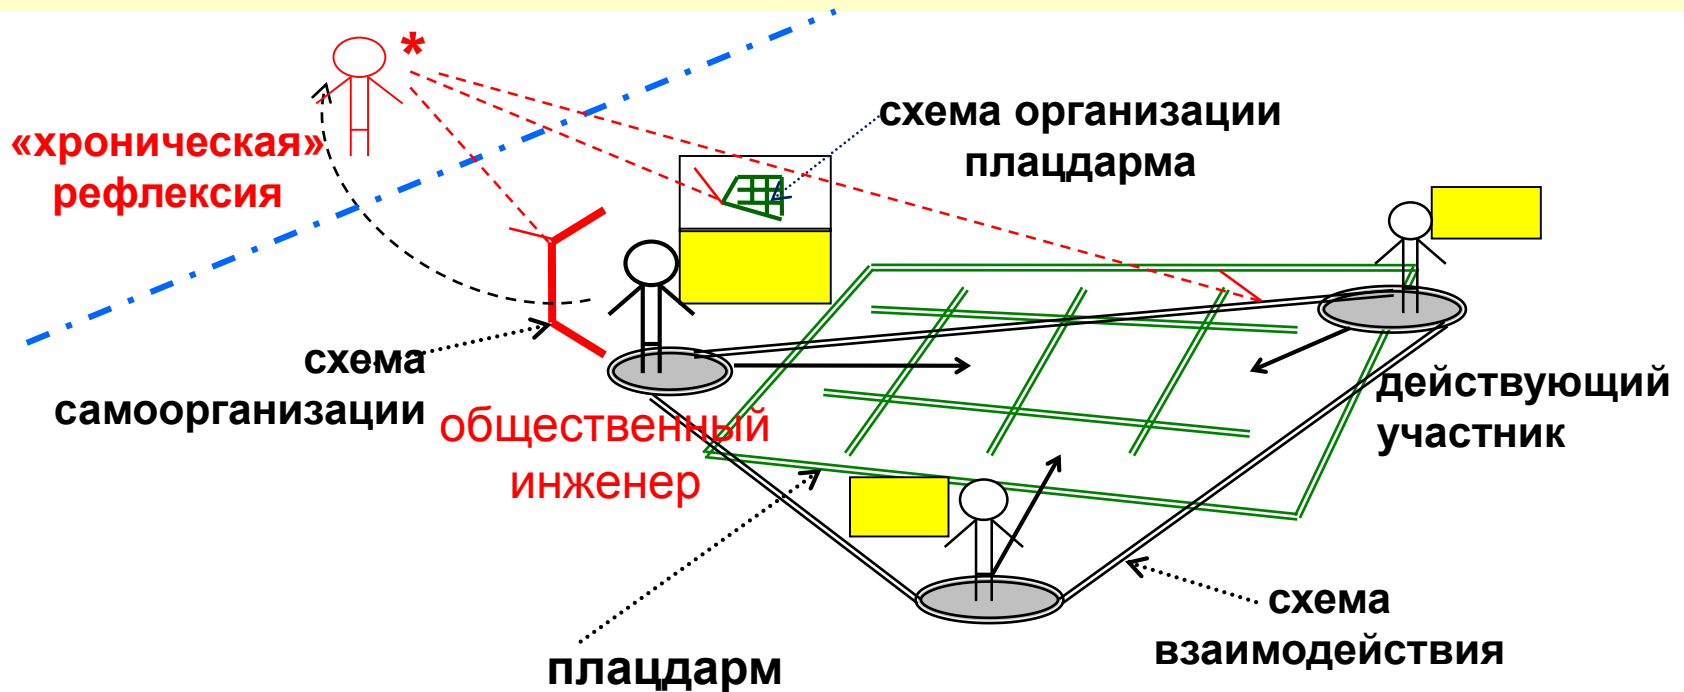 *
«хроническая»
рефлексия
схема организации
плацдарма
схема
самоорганизации
общественный
инженер
действующий
участник
схема
взаимодействия
плацдарм